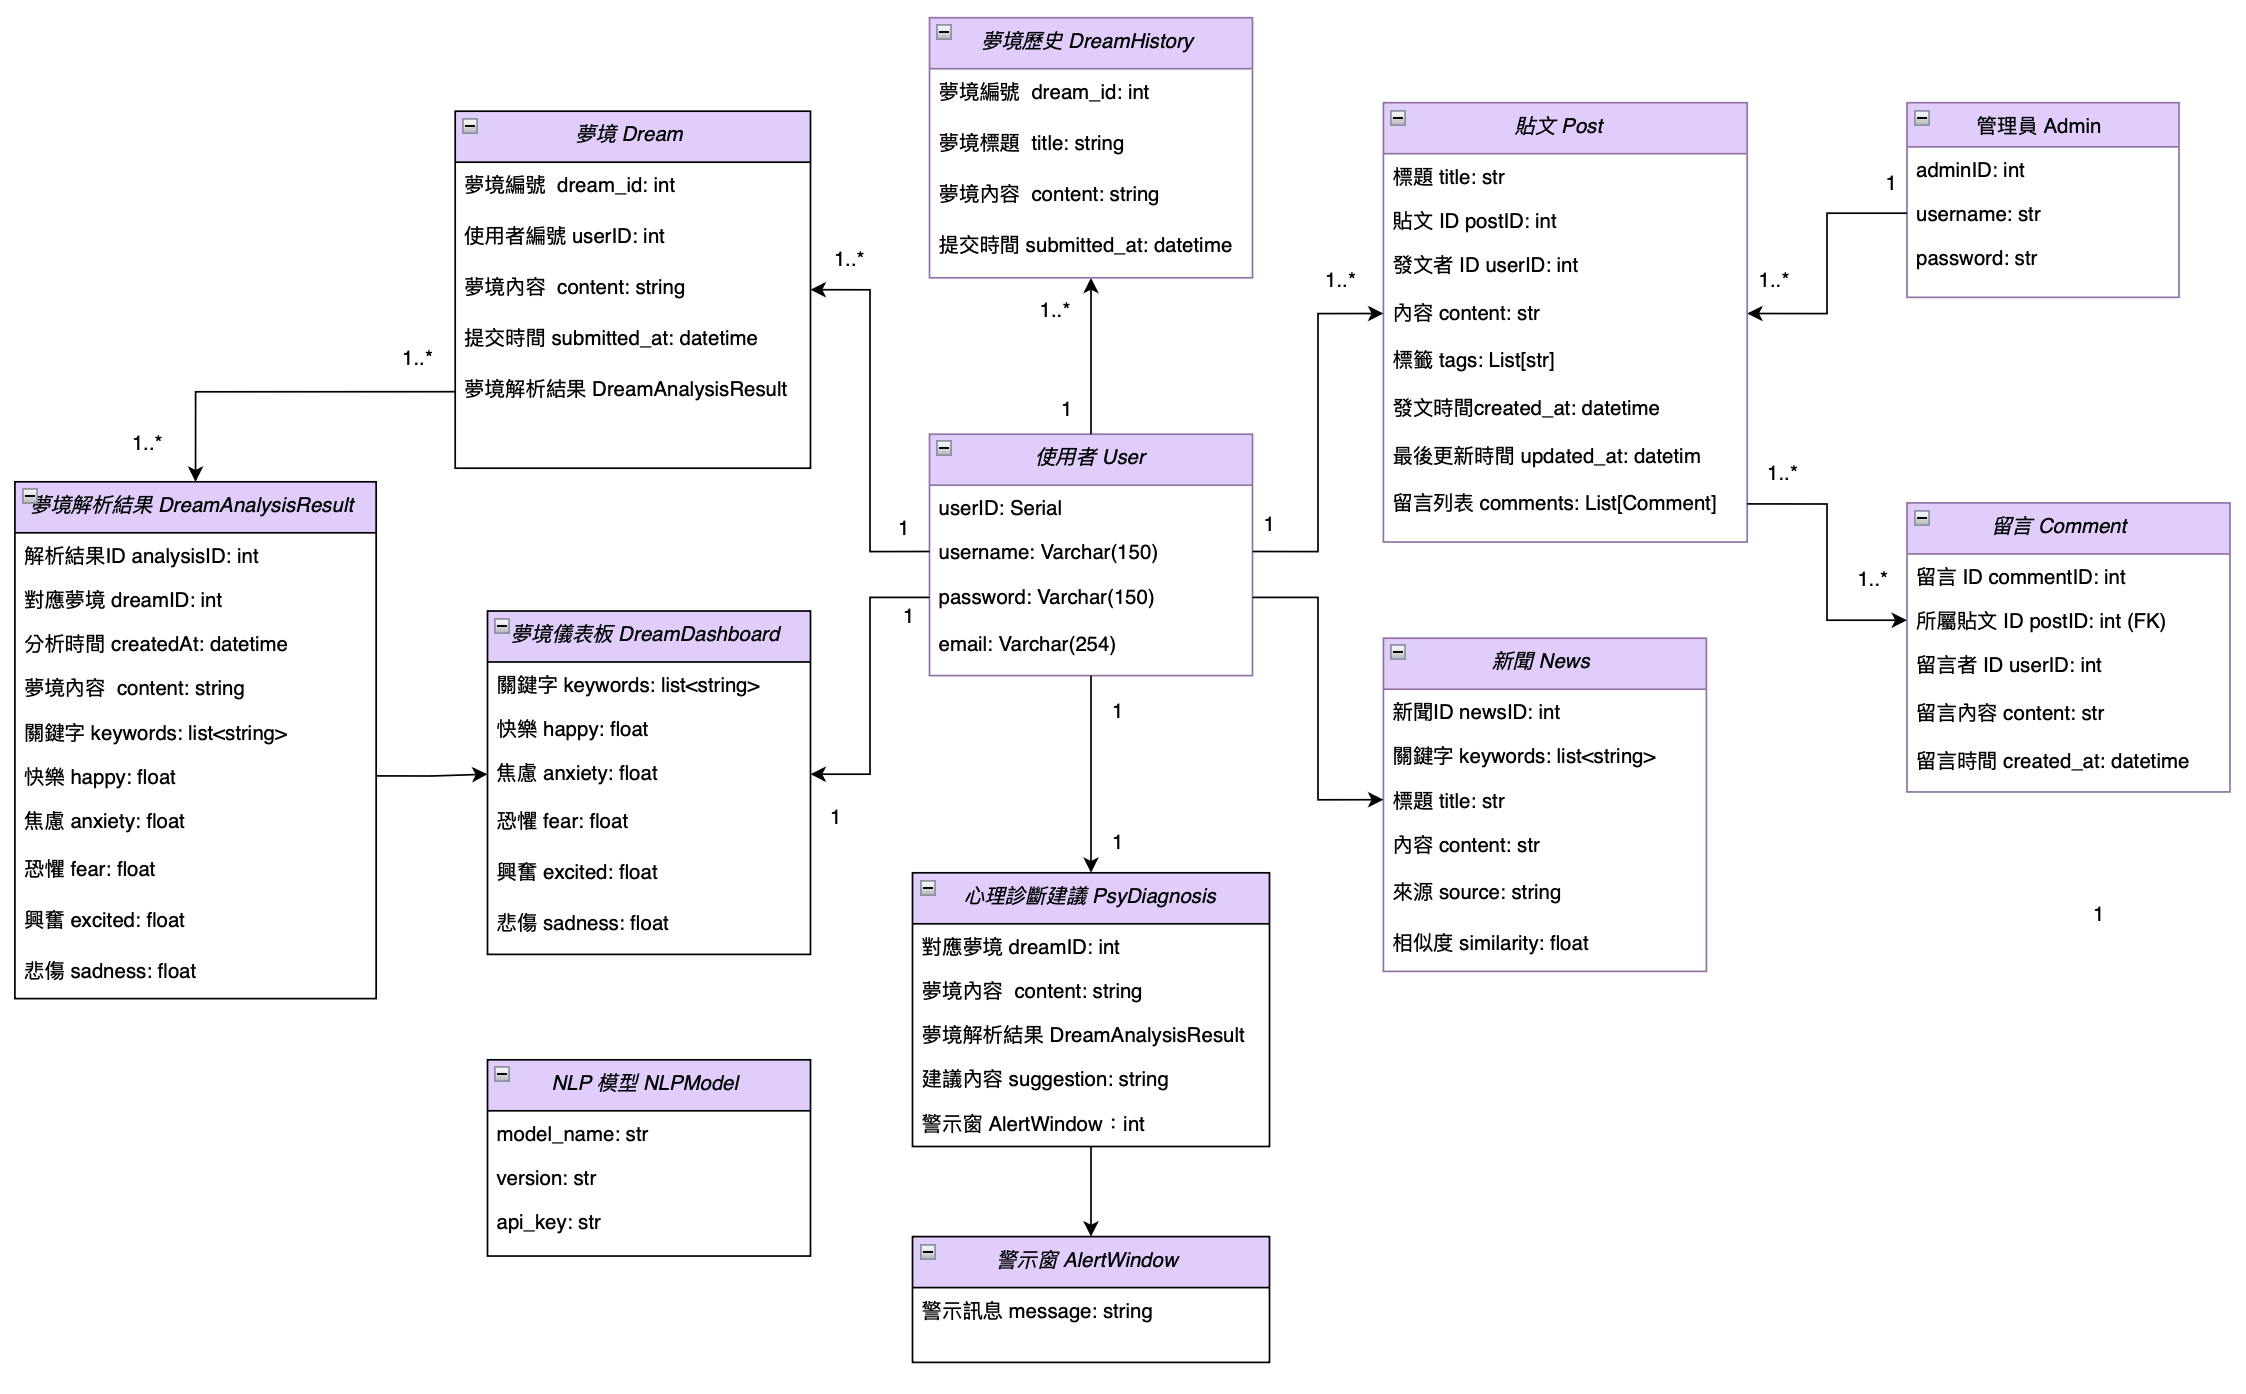 夢境歷史 DreamHistory
夢境編號  dream_id: int
夢境標題  title: string
夢境內容  content: string
提交時間 submitted_at: datetime
1..*
1
夢境 Dream
夢境編號  dream_id: int
使用者編號 userID: int
夢境內容  content: string
提交時間 submitted_at: datetime
夢境解析結果 DreamAnalysisResult
1..*
1
1..*
1..*
貼文 Post
標題 title: str
貼文 ID postID: int
發文者 ID userID: int
內容 content: str
標籤 tags: List[str]
發文時間created_at: datetime
最後更新時間 updated_at: datetim
留言列表 comments: List[Comment]
1..*
1
管理員 Admin
adminID: int
username: str
password: str
1
1..*
使用者 User
userID: Serial
username: Varchar(150)
password: Varchar(150)
email: Varchar(254)
夢境解析結果 DreamAnalysisResult
解析結果ID analysisID: int
對應夢境 dreamID: int
分析時間 createdAt: datetime
夢境內容  content: string
關鍵字 keywords: list<string>
快樂 happy: float
焦慮 anxiety: float
恐懼 fear: float
興奮 excited: float
悲傷 sadness: float
夢境儀表板 DreamDashboard
關鍵字 keywords: list<string>
快樂 happy: float
焦慮 anxiety: float
恐懼 fear: float
興奮 excited: float
悲傷 sadness: float
1
1
1..*
1..*
留言 Comment
留言 ID commentID: int
所屬貼文 ID postID: int (FK)
留言者 ID userID: int
留言內容 content: str
留言時間 created_at: datetime
新聞 News
新聞ID newsID: int
關鍵字 keywords: list<string>
標題 title: str
內容 content: str
來源 source: string
相似度 similarity: float
1
1
1
心理診斷建議 PsyDiagnosis
對應夢境 dreamID: int
夢境內容  content: string
夢境解析結果 DreamAnalysisResult
建議內容 suggestion: string
警示窗 AlertWindow：int
NLP 模型 NLPModel
model_name: str
version: str
api_key: str
警示窗 AlertWindow
警示訊息 message: string